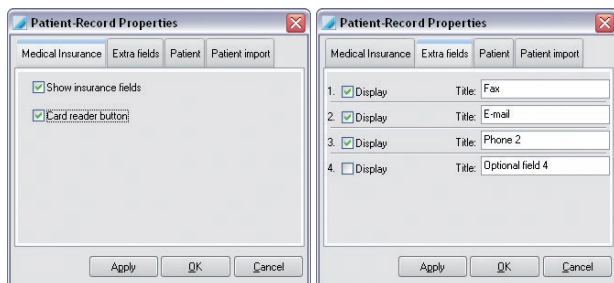 Patient-Record Properties
Medical Insurance Extra fields Patient Patient import
Show insurance fields
Card reader button
Apply OK Cancel
Patient-Record Properties
Medical Insurance Extra fields Patient Patient import
1. Display Title: Fax
2. Display Title: E-mail
3. Display Title: Phone 2
4. Display Title: Optional field 4
Apply OK Cancel